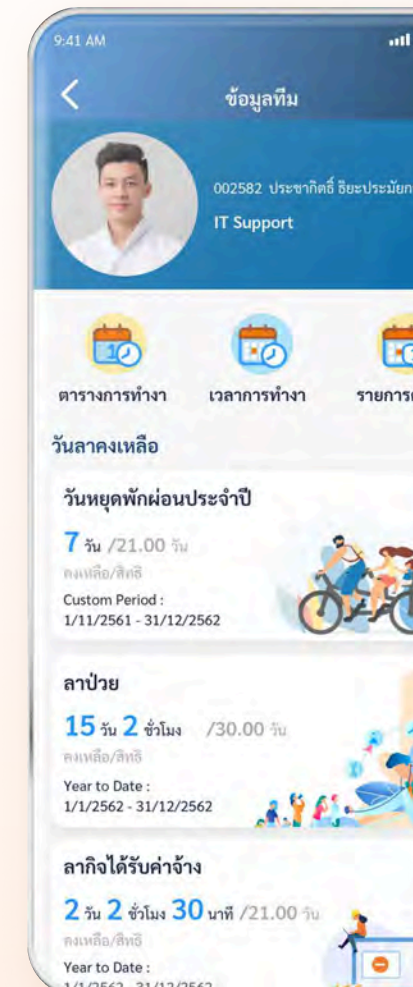 9:41 AM
ข้อมูลทีม
002582 ประชากิตธิ์ ธิยะประมัยก
IT Support
ตารางการทำงา
เวลาการทำงา
รายการ
วันลาคงเหลือ
วันหยุดพักผ่อนประจำปี
7 วัน /21.00 วัน
คงเหลือ/สิทธิ
Custom Period :
1/11/2561 - 31/12/2562
ลาป่วย
15 วัน 2 ชั่วโมง /30.00 วัน
คงเหลือ/สิทธิ
Year to Date :
1/1/2562 - 31/12/2562
ลากิจได้รับค่าจ้าง
2 วัน 2 ชั่วโมง 30 นาที /21.00 วัน
คงเหลือ/สิทธิ
Year to Date :
1/1/2562 - 31/12/2562